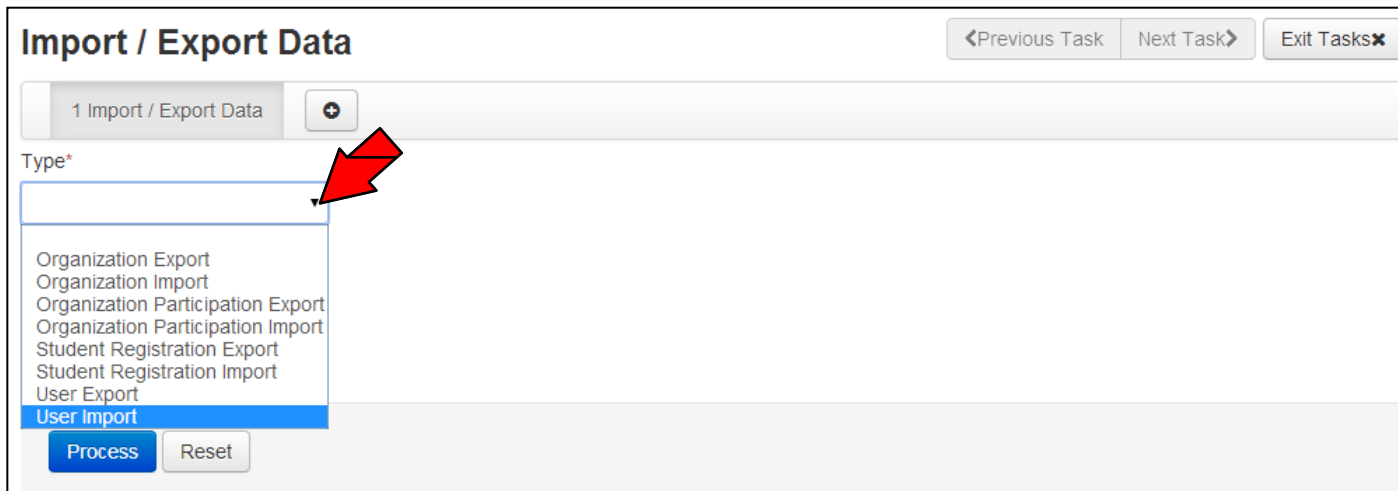 Import / Export Data
Previous Task Next Task Exit Tasks
1 Import / Export Data
Type*
Organization Export
Organization Import
Organization Participation Export
Organization Participation Import
Student Registration Export
Student Registration Import
User Export
User Import
Process Reset